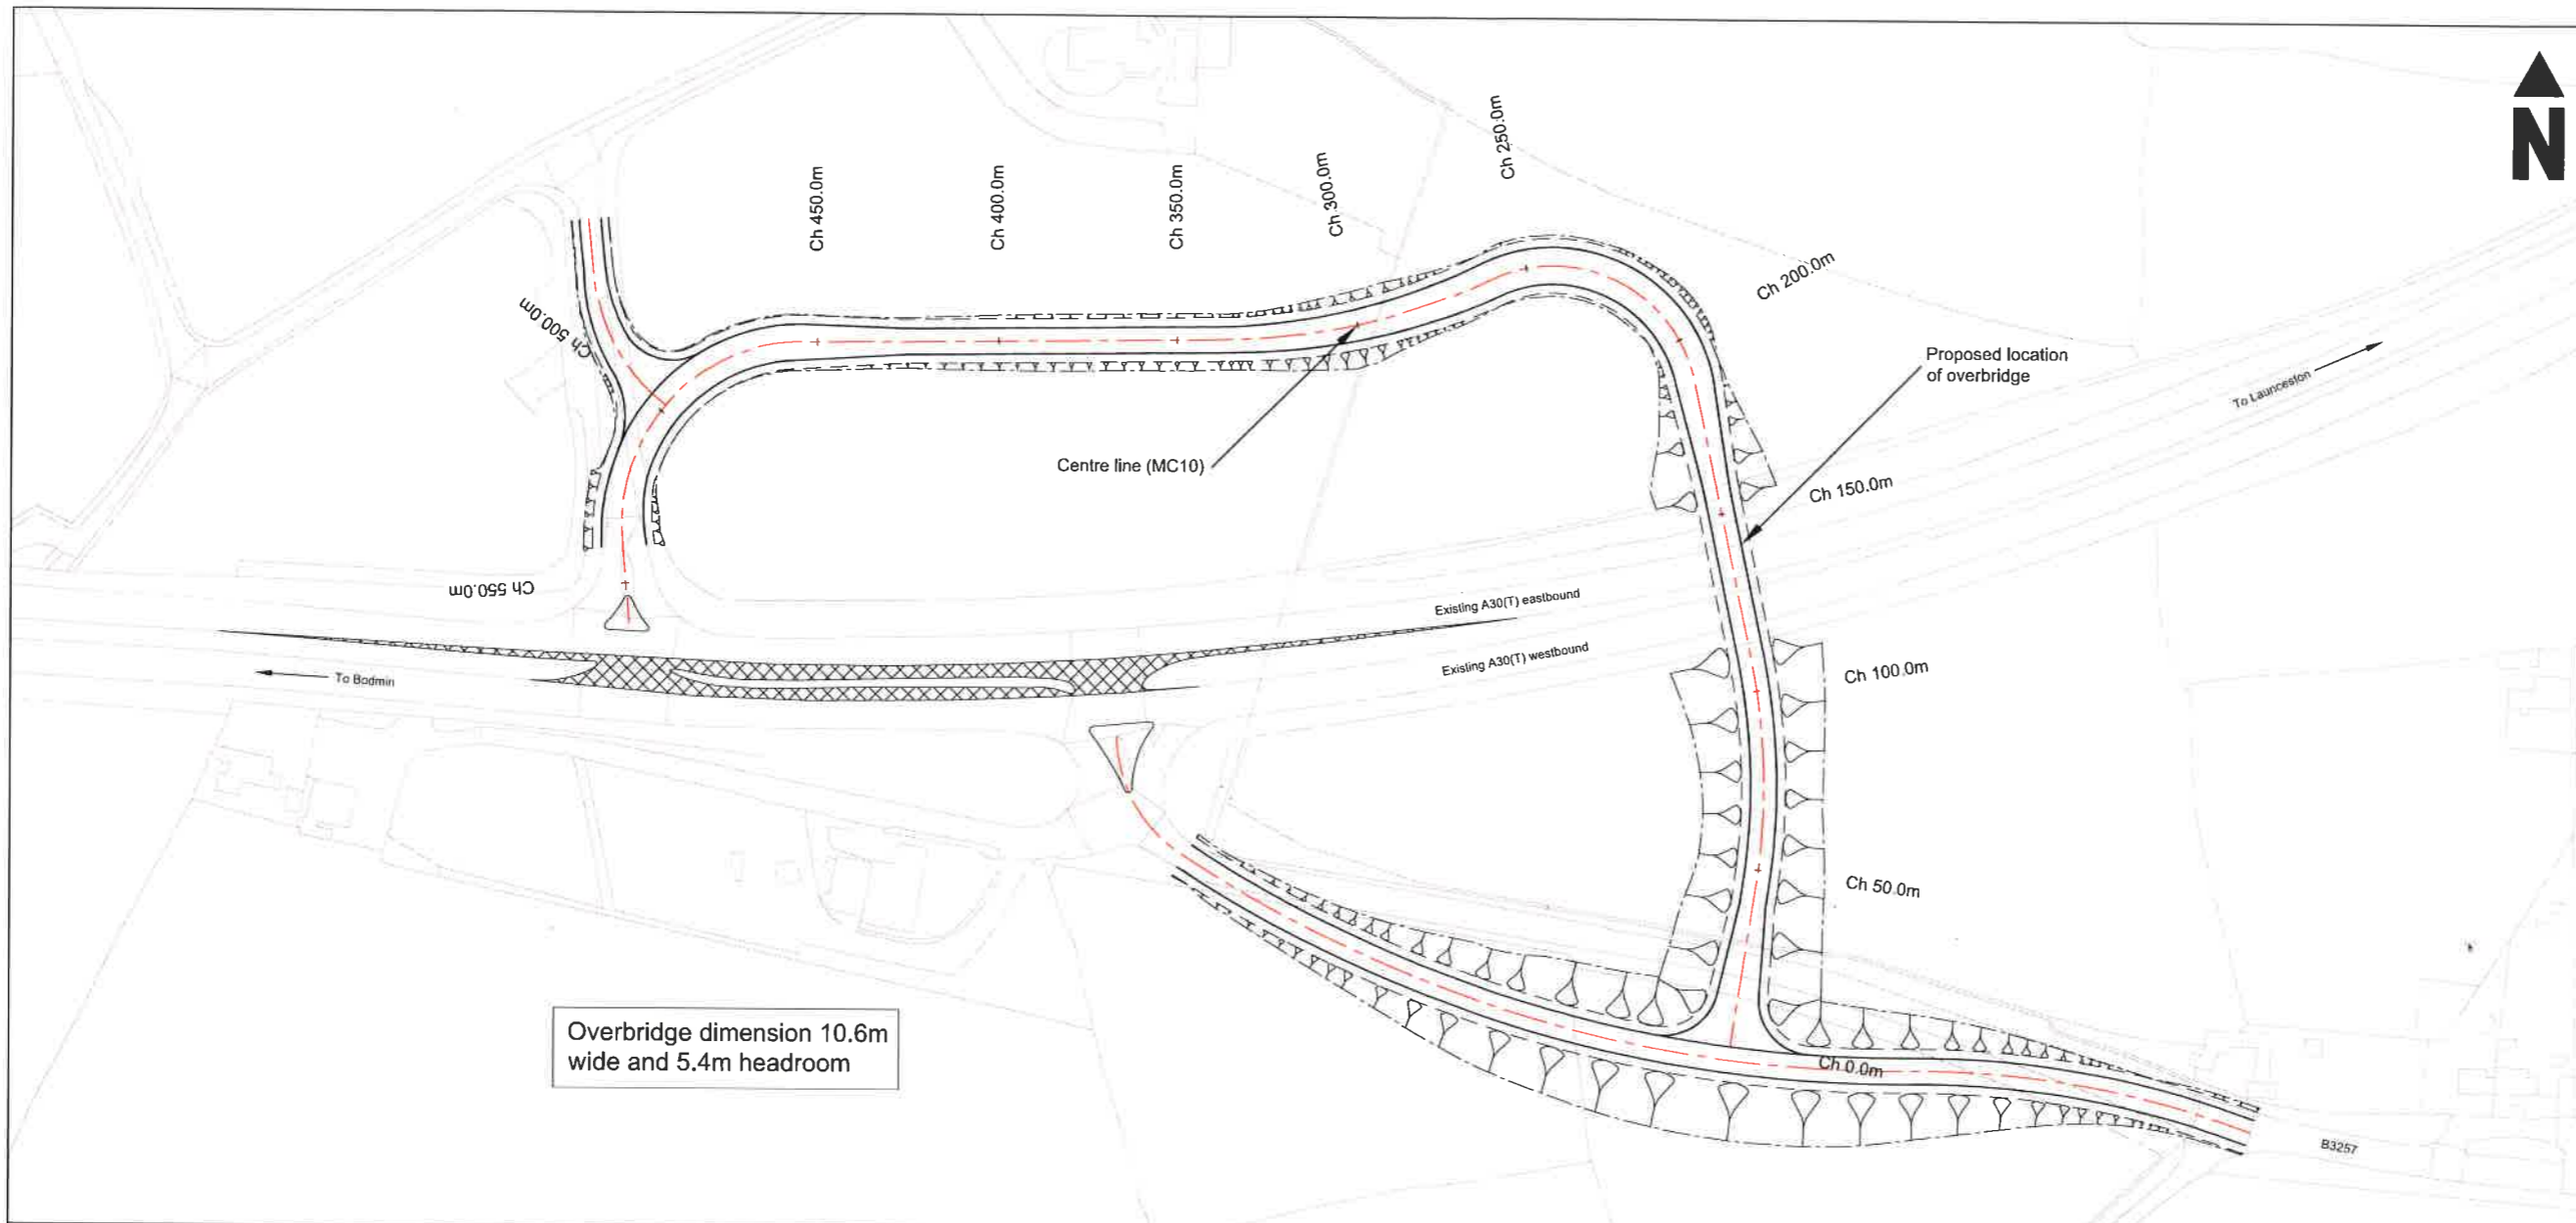 N
Ch 450.0m
Ch 400.0m
Ch 350.0m
Ch 300.0m
Ch 250.0m
Ch 200.0m
Ch 500.0m
Proposed location
of overbridge
To Launceston
Centre line (MC10)
Ch 150.0m
Ch 550.0m
Existing A30(T) eastbound
Existing A30(T) westbound
To Bodmin
Ch 100.0m
Ch 50.0m
Overbridge dimension 10.6m
wide and 5.4m headroom
Ch 0.0m
B3257